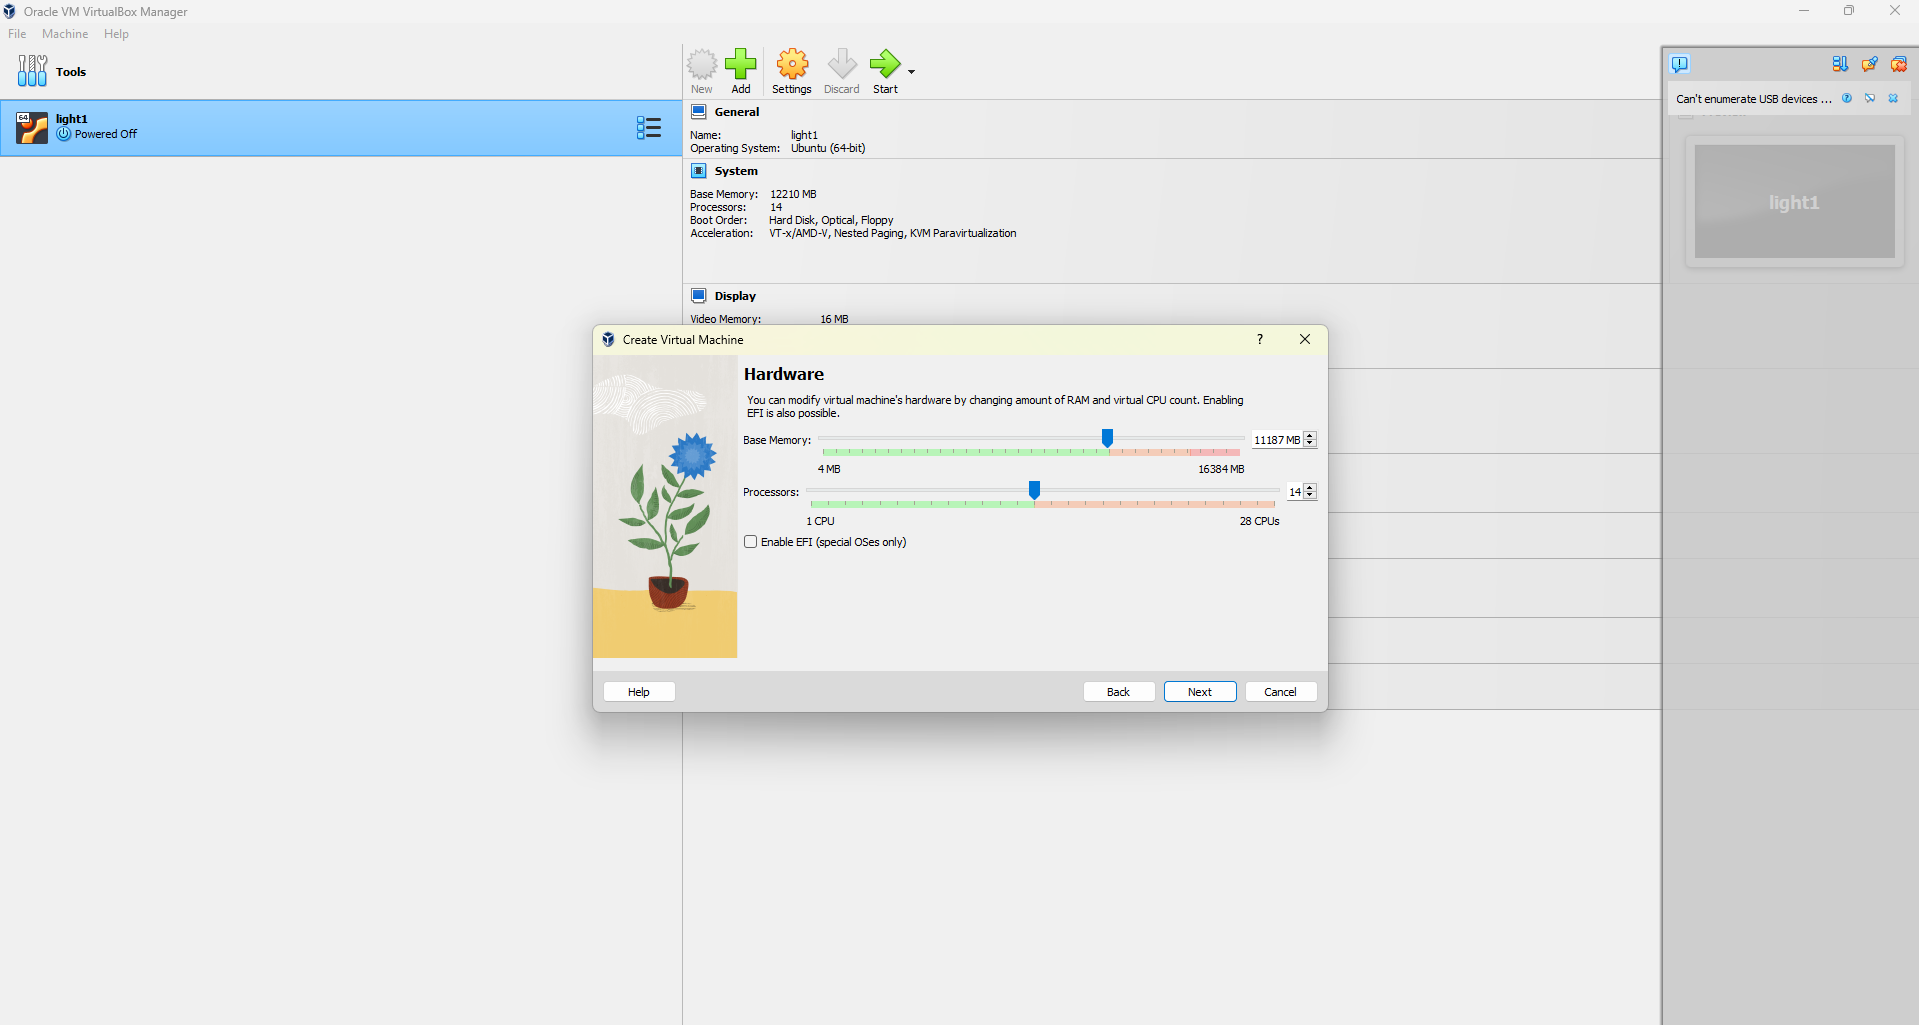 Oracle VM VirtualBox Manager
File Machine Help
Tools
64
light1
Powered Off
New Add Settings Discard Start
General
Name: light1
Operating System: Ubuntu (64-bit)
System
Base Memory: 12210 MB
Processors: 14
Boot Order: Hard Disk, Optical, Floppy
Acceleration: VT-x/AMD-V, Nested Paging, KVM Paravirtualization
Display
Video Memory: 16 MB
Can't enumerate USB devices ...
light1
Create Virtual Machine
Hardware
You can modify virtual machine's hardware by changing amount of RAM and virtual CPU count. Enabling
EFI is also possible.
Base Memory: 11187 MB
4 MB 16384 MB
Processors: 14
1 CPU 28 CPUs
Enable EFI (special OSes only)
Help Back Next Cancel